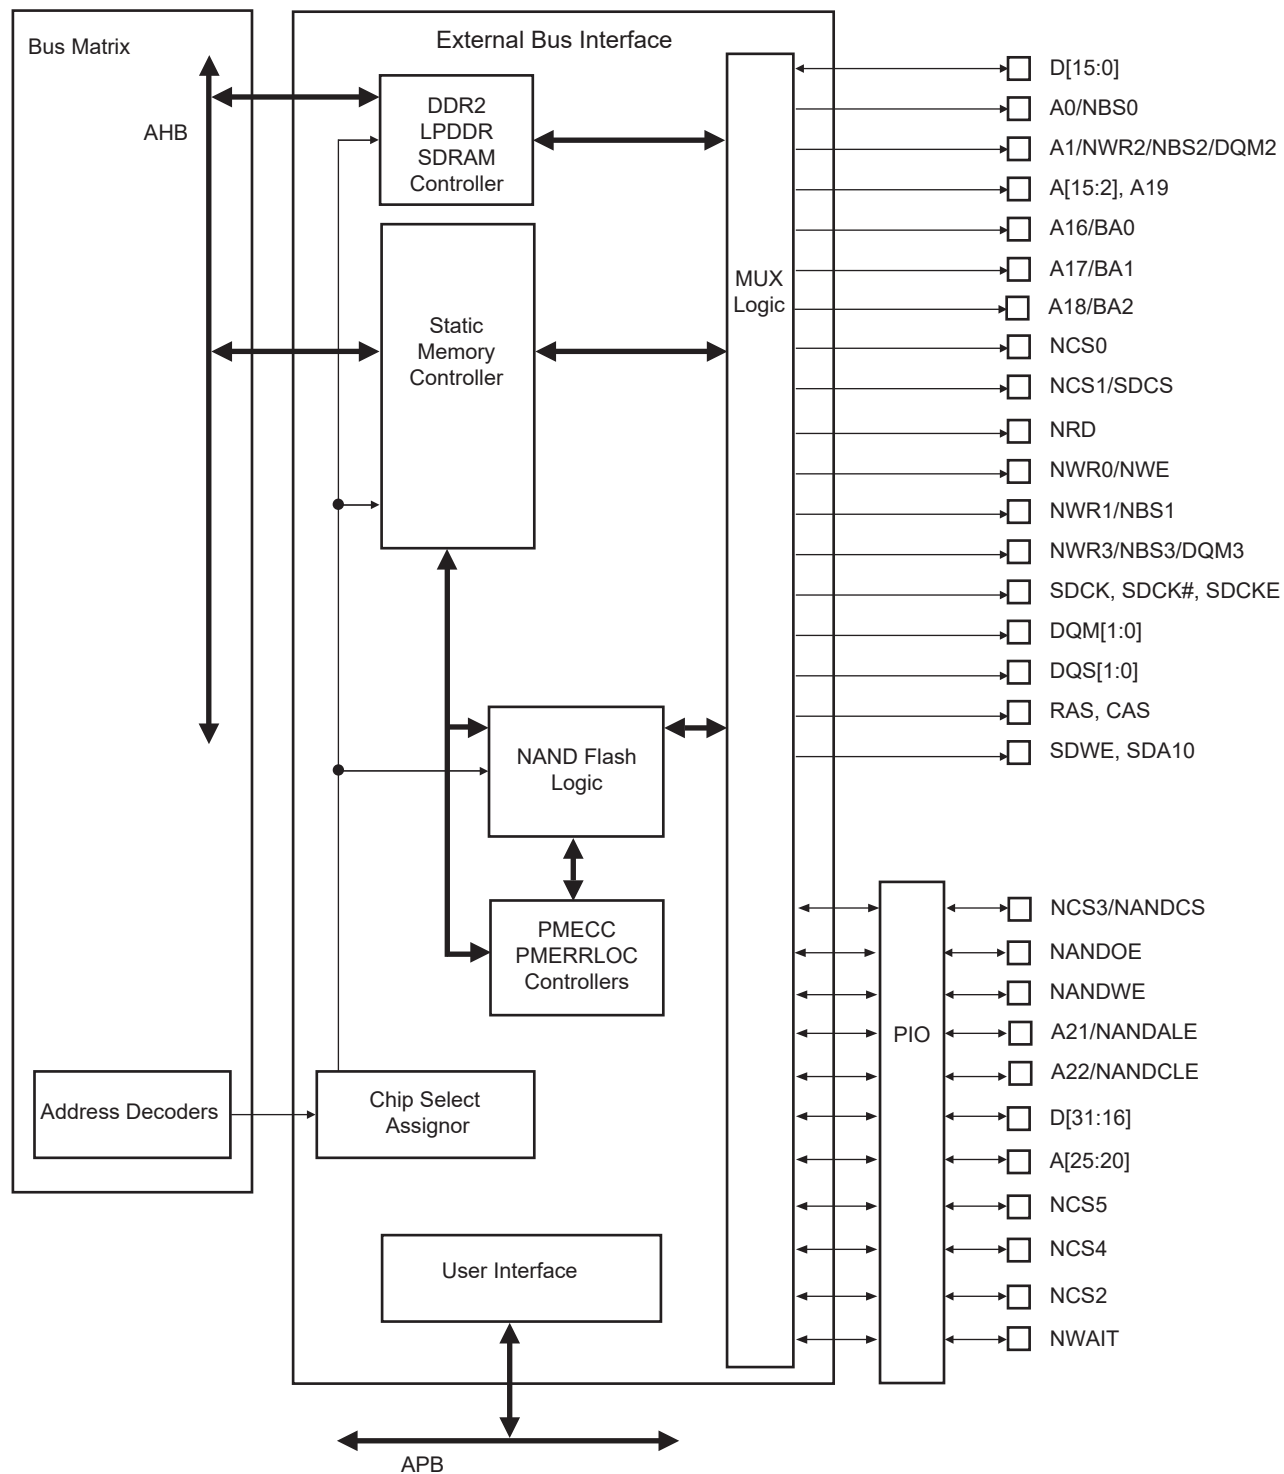 Bus Matrix
External Bus Interface
AHB
DDR2
LPDDR
SDRAM
Controller
Static
Memory
Controller
NAND Flash
Logic
PMECC
PMERRLOC
Controllers
Address Decoders
Chip Select
Assignor
User Interface
APB
MUX
Logic
PIO
D[15:0]
A0/NBS0
A1/NWR2/NBS2/DQM2
A[15:2], A19
A16/BA0
A17/BA1
A18/BA2
NCS0
NCS1/SDCS
NRD
NWR0/NWE
NWR1/NBS1
NWR3/NBS3/DQM3
SDCK, SDCK#, SDCKE
DQM[1:0]
DQS[1:0]
RAS, CAS
SDWE, SDA10
NCS3/NANDCS
NANDOE
NANDWE
A21/NANDALE
A22/NANDCLE
D[31:16]
A[25:20]
NCS5
NCS4
NCS2
NWAIT